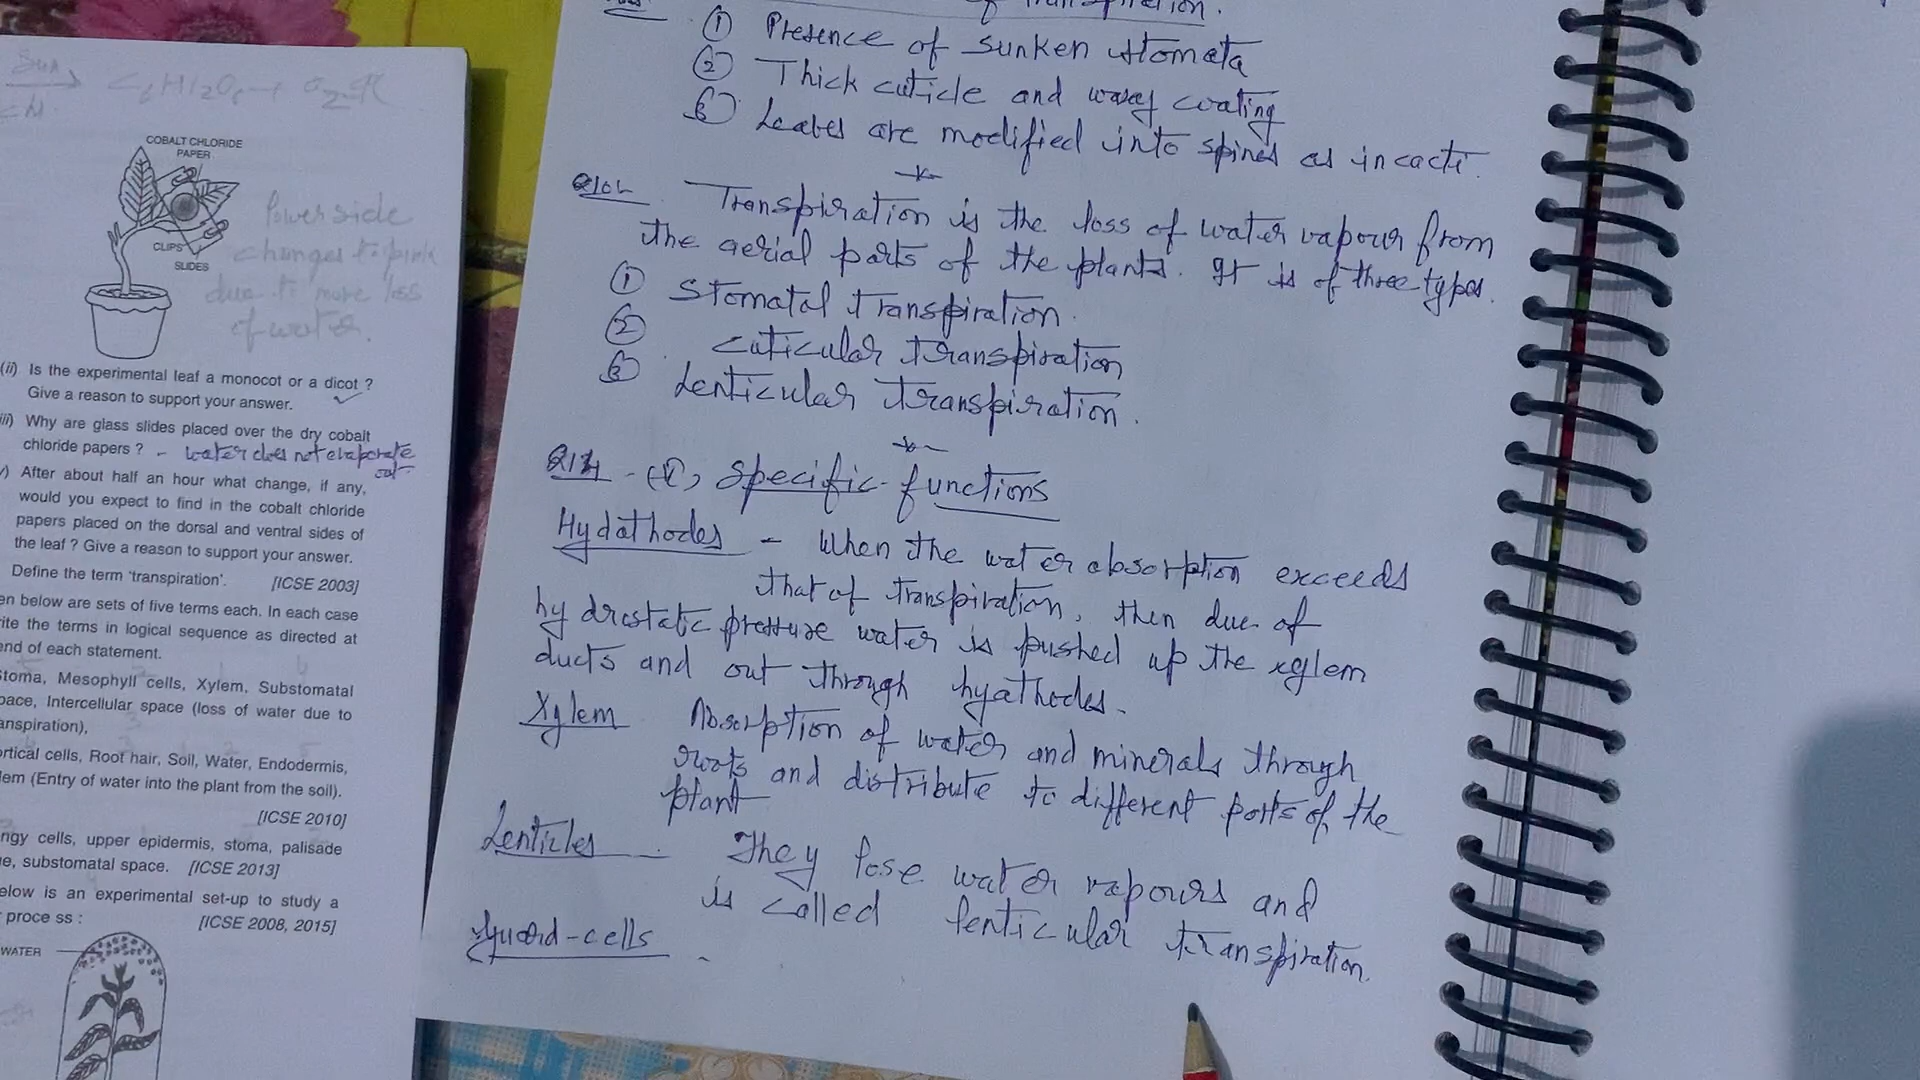 of Transpiration.
① Presence of sunken stomata
② Thick cuticle and waxy coating
③ Leaves are modified into spines as in cacti.
Transpiration is the loss of water vapour from
the aerial parts of the plants. It is of three types.
① Stomatal transpiration.
②
cuticular transpiration
③ Lenticular transpiration.
Specific functions
Hydathodes - When the water absorption exceeds
that of transpiration, then due of
hydrostatic pressure water is pushed up the xylem
ducts and out through hyathodes.
Xylem Absorption of water and minerals through
roots and distribute to different parts of the
plant
Lenticles - They lose water vapours and
is called lenticular transpiration.
Guard-cells -
COBALT CHLORIDE
PAPER
CLIPS
SLIDES
Lower side
changes to pink
due to more loss
of water.
(ii) Is the experimental leaf a monocot or a dicot ?
Give a reason to support your answer.
iii) Why are glass slides placed over the dry cobalt
chloride papers ? - water does not evaporate
out
v) After about half an hour what change, if any,
would you expect to find in the cobalt chloride
papers placed on the dorsal and ventral sides of
the leaf ? Give a reason to support your answer.
Define the term 'transpiration'. [ICSE 2003]
en below are sets of five terms each. In each case
rite the terms in logical sequence as directed at
end of each statement.
Stoma, Mesophyll cells, Xylem, Substomatal
pace, Intercellular space (loss of water due to
anspiration),
ortical cells, Root hair, Soil, Water, Endodermis,
lem (Entry of water into the plant from the soil).
[ICSE 2010]
ngy cells, upper epidermis, stoma, palisade
e, substomatal space. [ICSE 2013]
elow is an experimental set-up to study a
proce ss : [ICSE 2008, 2015]
WATER